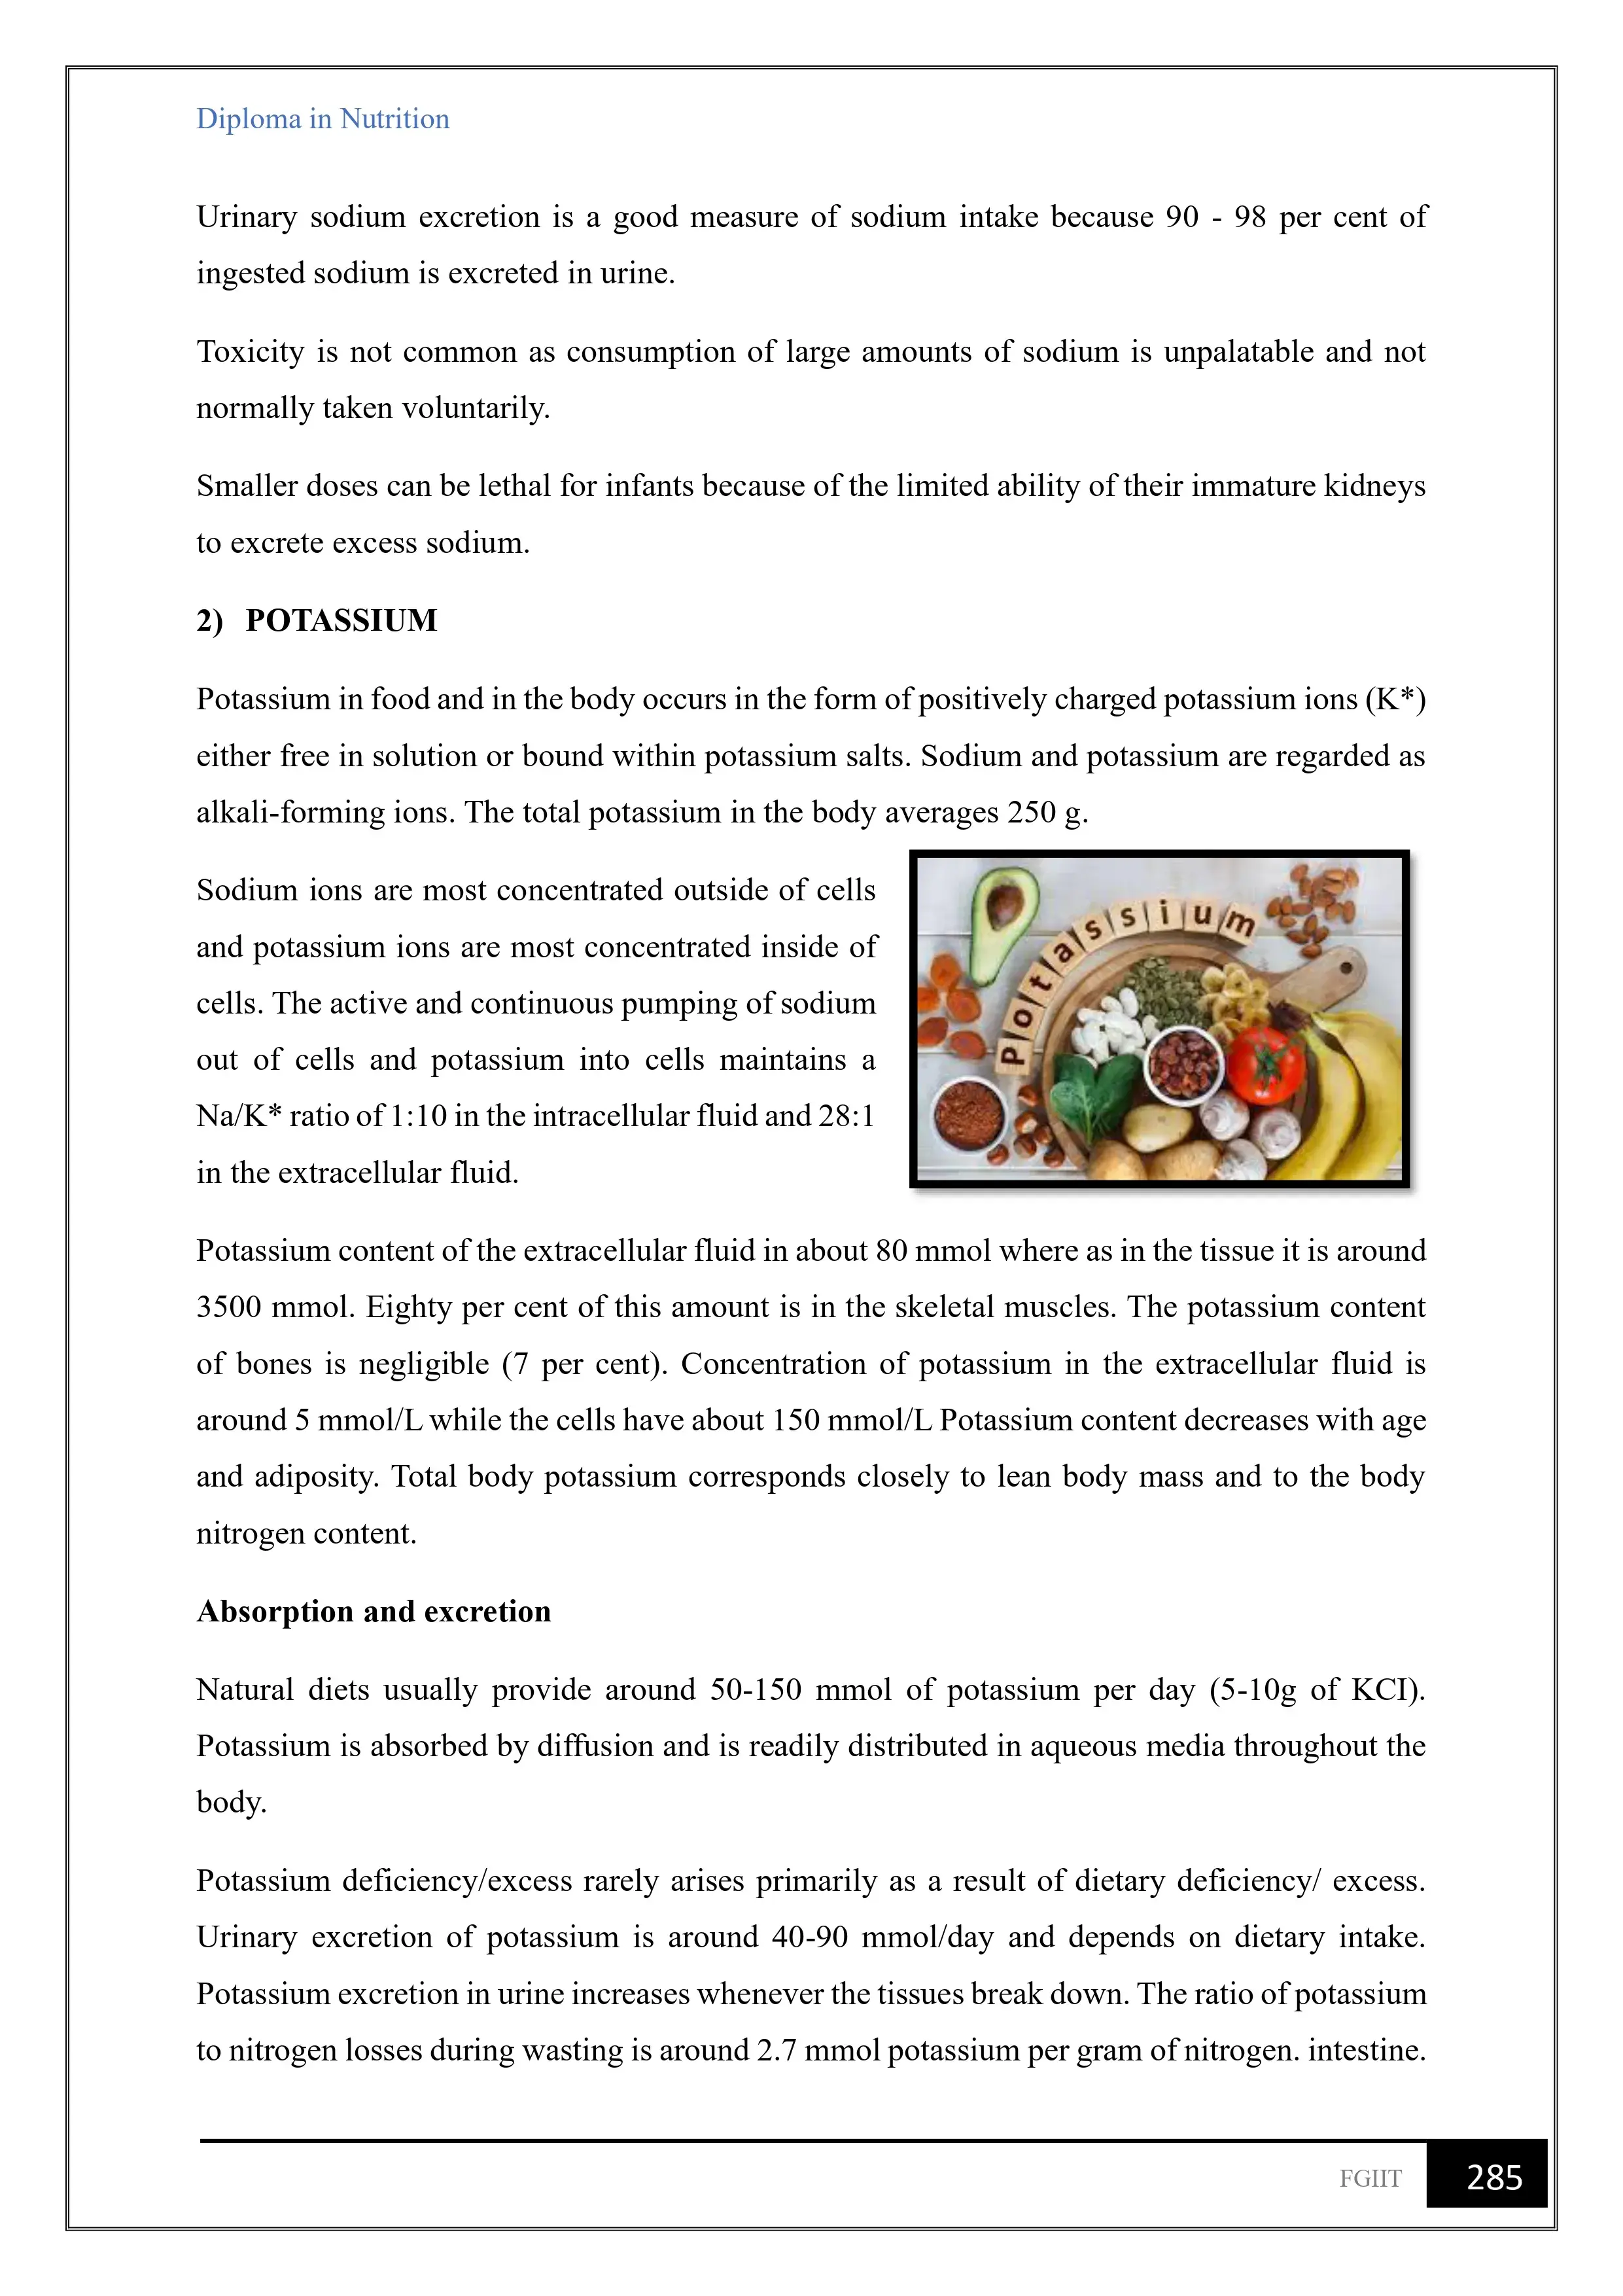 Diploma in Nutrition
Urinary sodium excretion is a good measure of sodium intake because 90 - 98 per cent of
ingested sodium is excreted in urine.
Toxicity is not common as consumption of large amounts of sodium is unpalatable and not
normally taken voluntarily.
Smaller doses can be lethal for infants because of the limited ability of their immature kidneys
to excrete excess sodium.
2) POTASSIUM
Potassium in food and in the body occurs in the form of positively charged potassium ions (K*)
either free in solution or bound within potassium salts. Sodium and potassium are regarded as
alkali-forming ions. The total potassium in the body averages 250 g.
Sodium ions are most concentrated outside of cells
and potassium ions are most concentrated inside of
cells. The active and continuous pumping of sodium
out of cells and potassium into cells maintains a
Na/K* ratio of 1:10 in the intracellular fluid and 28:1
in the extracellular fluid.
Potassium
Potassium content of the extracellular fluid in about 80 mmol where as in the tissue it is around
3500 mmol. Eighty per cent of this amount is in the skeletal muscles. The potassium content
of bones is negligible (7 per cent). Concentration of potassium in the extracellular fluid is
around 5 mmol/L while the cells have about 150 mmol/L Potassium content decreases with age
and adiposity. Total body potassium corresponds closely to lean body mass and to the body
nitrogen content.
Absorption and excretion
Natural diets usually provide around 50-150 mmol of potassium per day (5-10g of KCI).
Potassium is absorbed by diffusion and is readily distributed in aqueous media throughout the
body.
Potassium deficiency/excess rarely arises primarily as a result of dietary deficiency/ excess.
Urinary excretion of potassium is around 40-90 mmol/day and depends on dietary intake.
Potassium excretion in urine increases whenever the tissues break down. The ratio of potassium
to nitrogen losses during wasting is around 2.7 mmol potassium per gram of nitrogen. intestine.
FGIIT 285